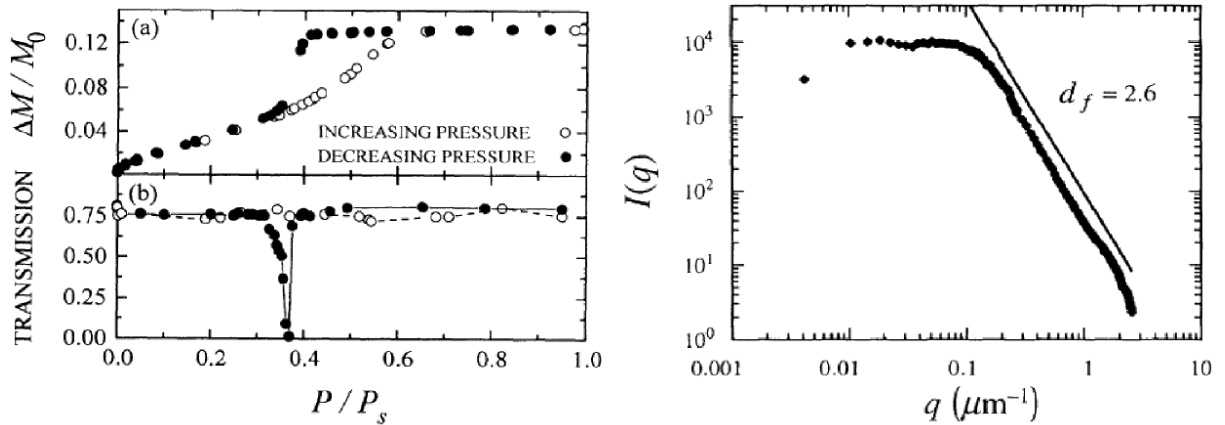 (a)
ΔM / M₀
0.12
0.08
0.04
INCREASING PRESSURE
DECREASING PRESSURE
(b)
TRANSMISSION
0.75
0.50
0.25
0.00
0.0 0.2 0.4 0.6 0.8 1.0
P / Pₛ
I(q)
10⁴
10³
10²
10¹
10⁰
d_f = 2.6
0.001 0.01 0.1 1 10
q (μm⁻¹)